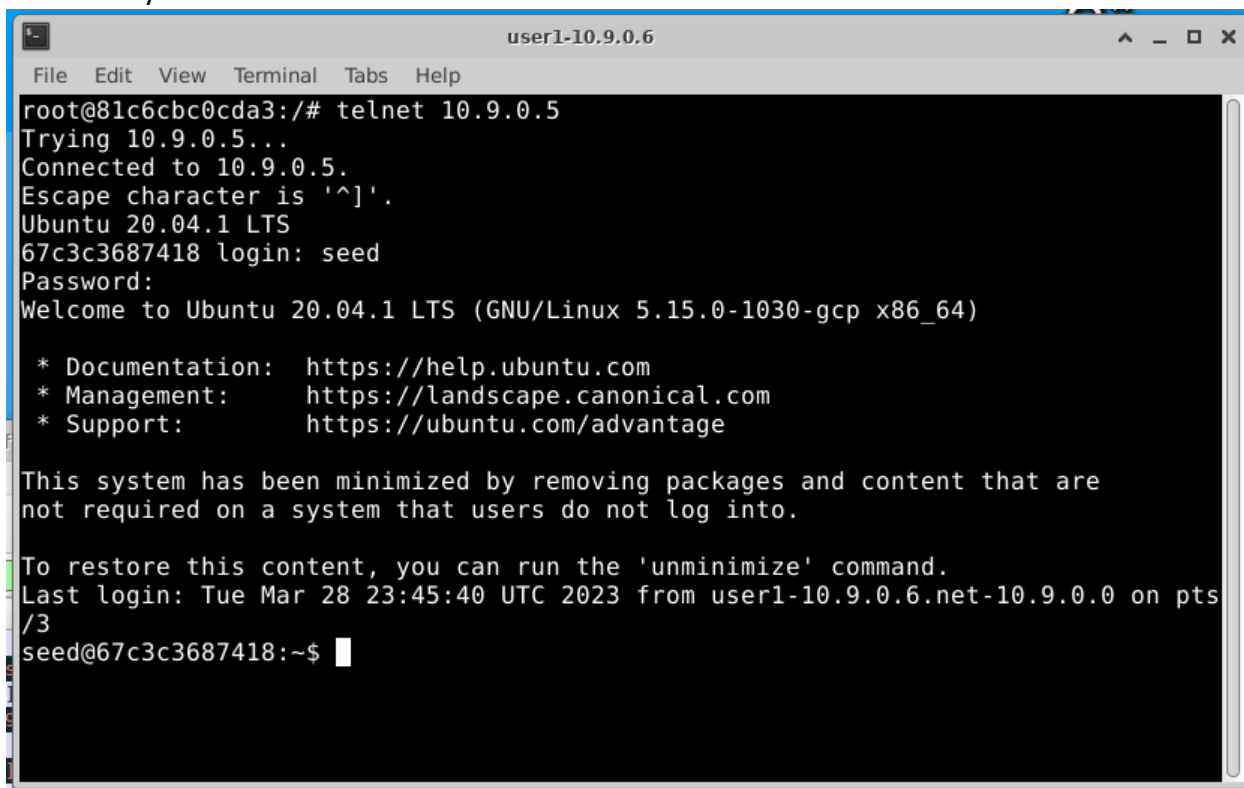 user1-10.9.0.6
File Edit View Terminal Tabs Help
root@81c6cbc0cda3:/# telnet 10.9.0.5
Trying 10.9.0.5...
Connected to 10.9.0.5.
Escape character is '^]'.
Ubuntu 20.04.1 LTS
67c3c3687418 login: seed
Password:
Welcome to Ubuntu 20.04.1 LTS (GNU/Linux 5.15.0-1030-gcp x86_64)
* Documentation:  https://help.ubuntu.com
* Management:     https://landscape.canonical.com
* Support:        https://ubuntu.com/advantage
This system has been minimized by removing packages and content that are
not required on a system that users do not log into.
To restore this content, you can run the 'unminimize' command.
Last login: Tue Mar 28 23:45:40 UTC 2023 from user1-10.9.0.6.net-10.9.0.0 on pts
/3
seed@67c3c3687418:~$